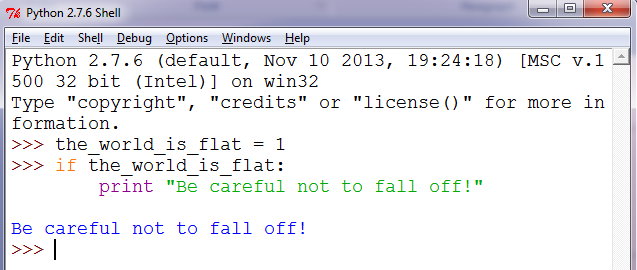 Python 2.7.6 Shell
File Edit Shell Debug Options Windows Help
Python 2.7.6 (default, Nov 10 2013, 19:24:18) [MSC v.1
500 32 bit (Intel)] on win32
Type "copyright", "credits" or "license()" for more in
formation.
>>> the_world_is_flat = 1
>>> if the_world_is_flat:
        print "Be careful not to fall off!"

Be careful not to fall off!
>>>